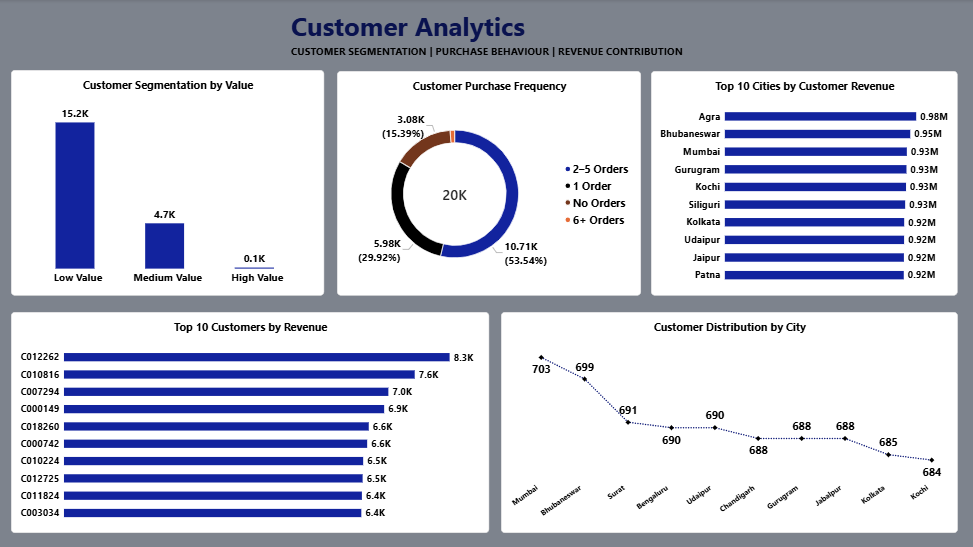 Customer Analytics
CUSTOMER SEGMENTATION | PURCHASE BEHAVIOUR | REVENUE CONTRIBUTION
Customer Segmentation by Value
15.2K
4.7K
0.1K
Low Value
Medium Value
High Value
Customer Purchase Frequency
3.08K
(15.39%)
20K
5.98K
(29.92%)
10.71K
(53.54%)
2–5 Orders
1 Order
No Orders
6+ Orders
Top 10 Cities by Customer Revenue
Agra 0.98M
Bhubaneswar 0.95M
Mumbai 0.93M
Gurugram 0.93M
Kochi 0.93M
Siliguri 0.93M
Kolkata 0.92M
Udaipur 0.92M
Jaipur 0.92M
Patna 0.92M
Top 10 Customers by Revenue
C012262 8.3K
C010816 7.6K
C007294 7.0K
C000149 6.9K
C018260 6.6K
C000742 6.6K
C010224 6.5K
C012725 6.5K
C011824 6.4K
C003034 6.4K
Customer Distribution by City
703
699
691
690
690
688
688
688
685
684
Mumbai
Bhubaneswar
Surat
Bengaluru
Udaipur
Chandigarh
Gurugram
Jabalpur
Kolkata
Kochi